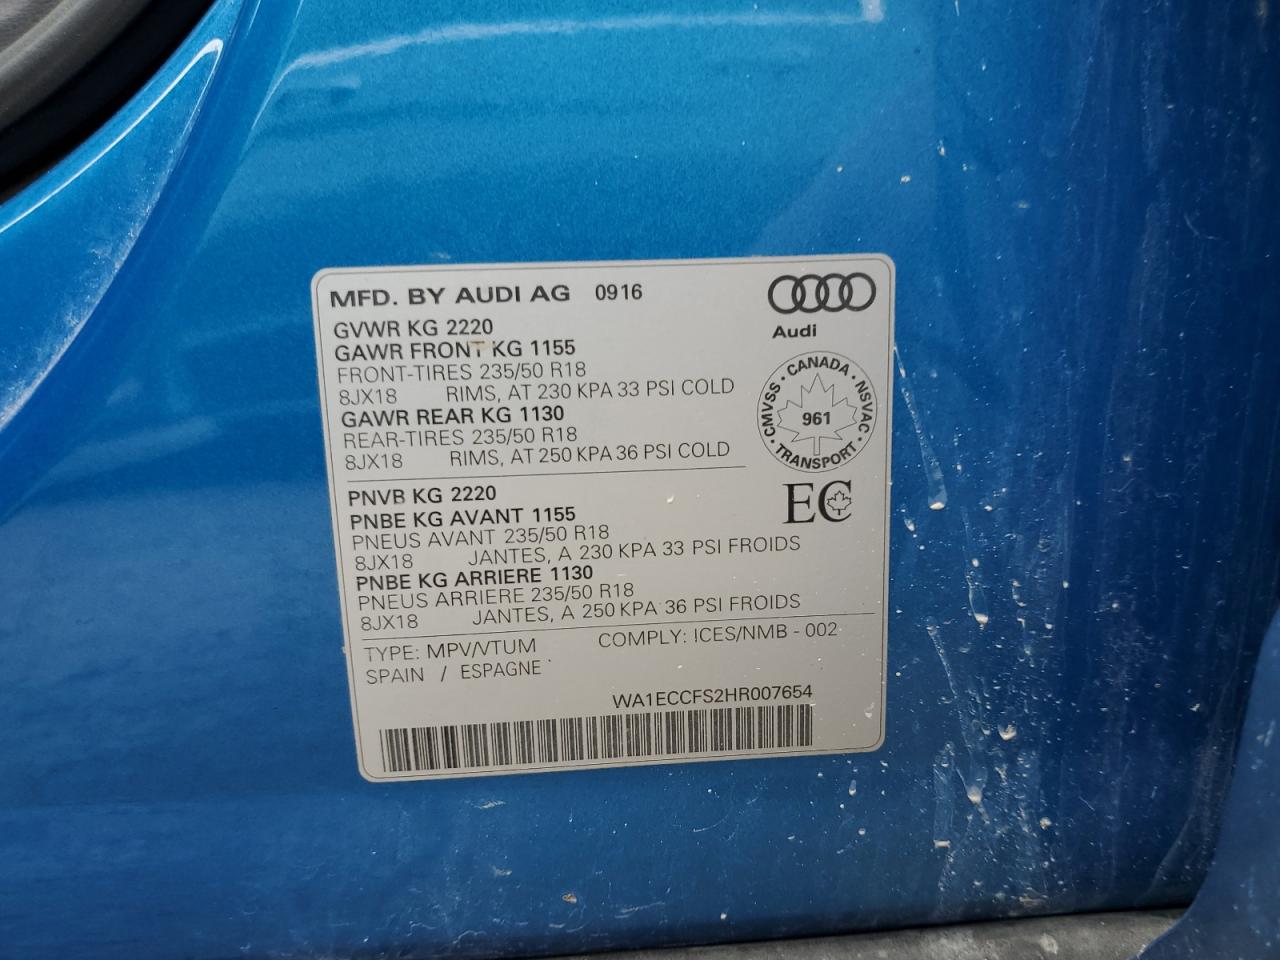 MFD. BY AUDI AG 0916
Audi
GVWR KG 2220
GAWR FRONT KG 1155
FRONT-TIRES 235/50 R18
8JX18 RIMS, AT 230 KPA 33 PSI COLD
GAWR REAR KG 1130
REAR-TIRES 235/50 R18
8JX18 RIMS, AT 250 KPA 36 PSI COLD
CMVSS · CANADA · NSVAC · TRANSPORT ·
961
EC
PNVB KG 2220
PNBE KG AVANT 1155
PNEUS AVANT 235/50 R18
8JX18 JANTES, A 230 KPA 33 PSI FROIDS
PNBE KG ARRIERE 1130
PNEUS ARRIERE 235/50 R18
8JX18 JANTES, A 250 KPA 36 PSI FROIDS
TYPE: MPV/VTUM COMPLY: ICES/NMB - 002
SPAIN / ESPAGNE
WA1ECCFS2HR007654